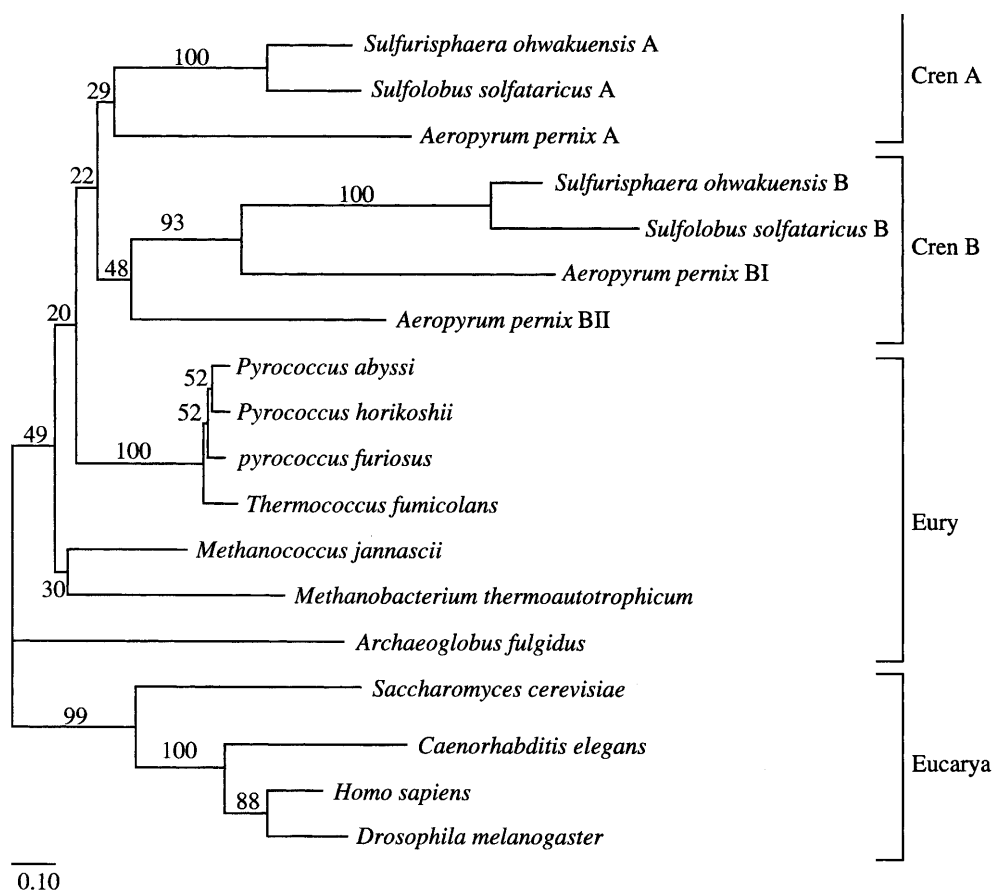 Sulfurisphaera ohwakuensis A
100
Sulfolobus solfataricus A
Cren A
29
Aeropyrum pernix A
22
Sulfurisphaera ohwakuensis B
100
93
Sulfolobus solfataricus B
Cren B
48
Aeropyrum pernix BI
20
Aeropyrum pernix BII
Pyrococcus abyssi
52
52
Pyrococcus horikoshii
49
100
pyrococcus furiosus
Thermococcus fumicolans
Eury
Methanococcus jannascii
30
Methanobacterium thermoautotrophicum
Archaeoglobus fulgidus
Saccharomyces cerevisiae
99
100
Caenorhabditis elegans
Eucarya
Homo sapiens
88
Drosophila melanogaster
0.10